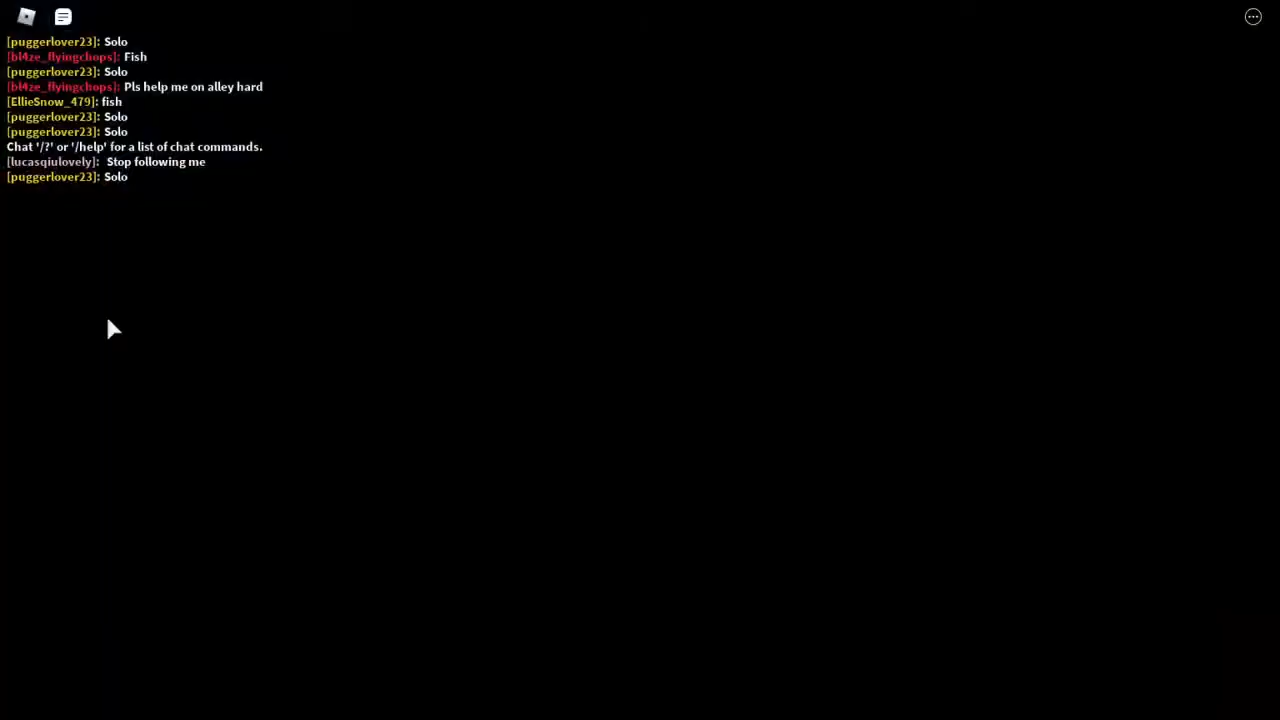 [puggerlover23]: Solo
[bl4ze_flyingchops]: Fish
[puggerlover23]: Solo
[bl4ze_flyingchops]: Pls help me on alley hard
[EllieSnow_479]: fish
[puggerlover23]: Solo
[puggerlover23]: Solo
Chat '/?' or '/help' for a list of chat commands.
[lucasqiulovely]: Stop following me
[puggerlover23]: Solo